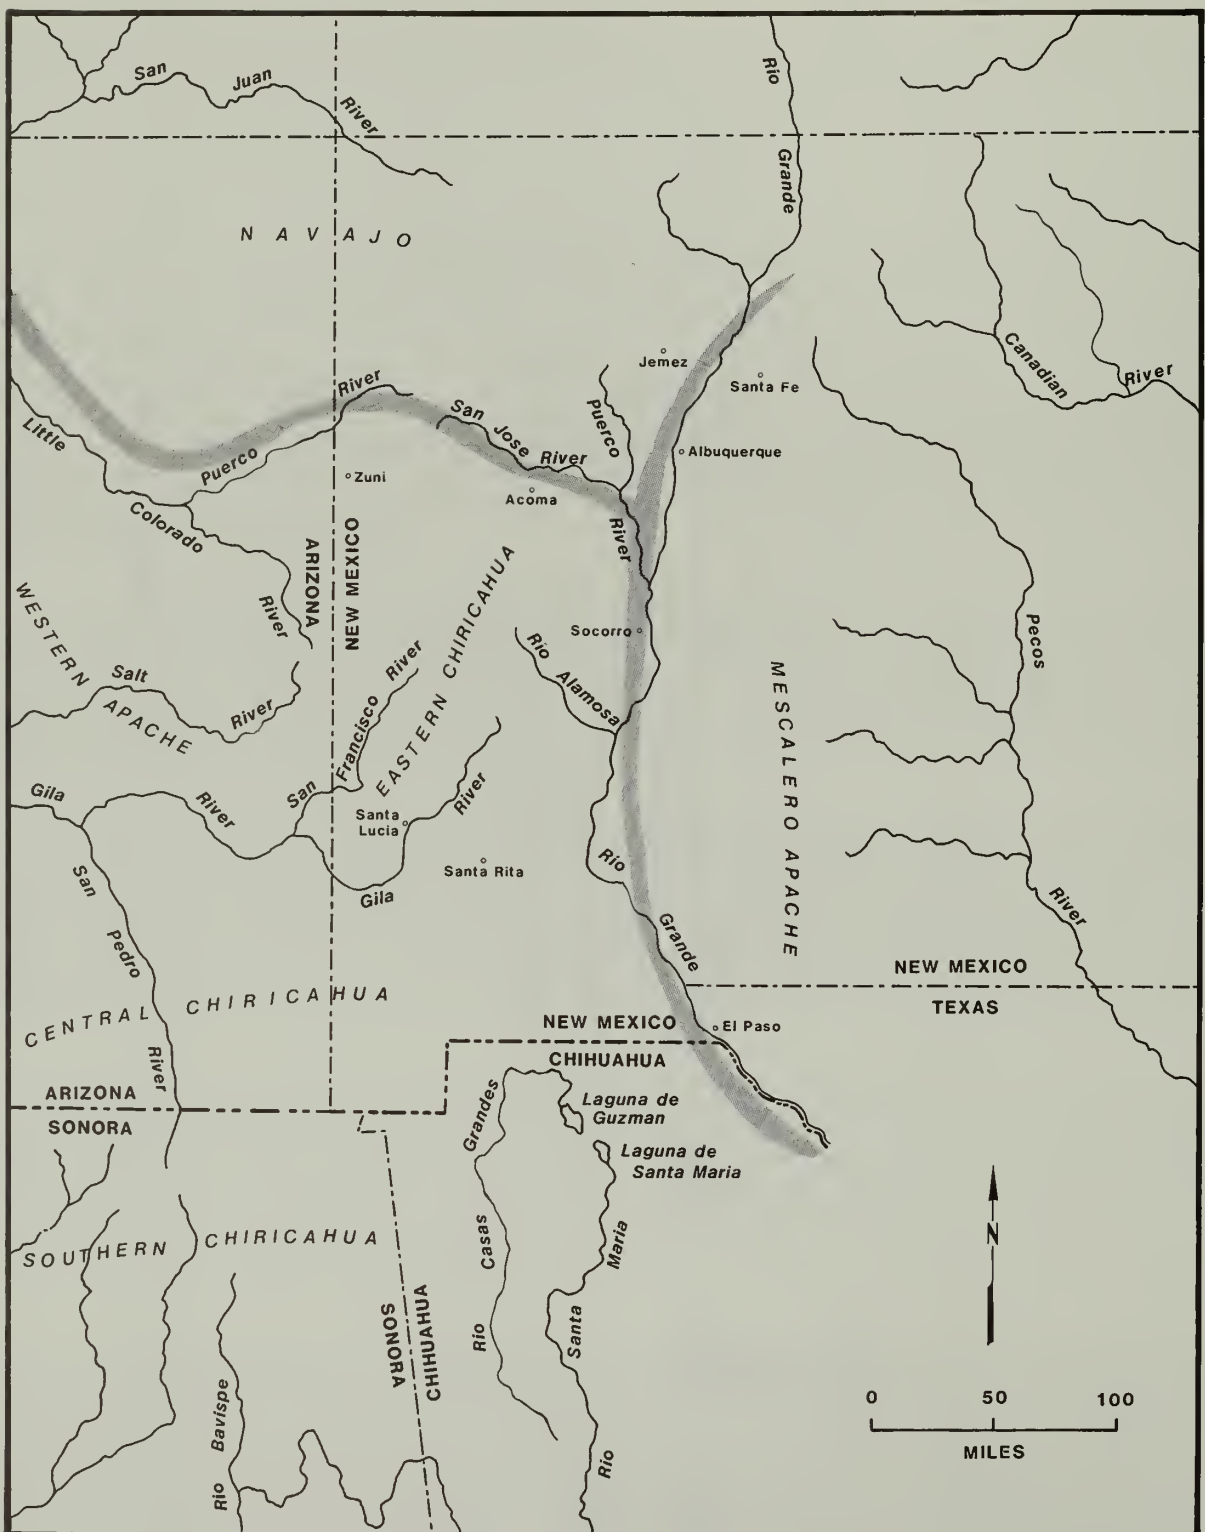 San Juan River
Rio Grande
NAVAJO
Jemez
Santa Fe
Canadian River
Little Colorado River
Puerco River
San Jose River
Puerco River
Albuquerque
Zuni
Acoma
ARIZONA
NEW MEXICO
WESTERN APACHE
EASTERN CHIRICAHUA
Socorro
Rio Alamosa
Pecos River
Salt River
San Francisco River
MESCALERO APACHE
Gila River
Santa
Lucia
Santa Rita
Gila River
San Pedro River
Rio Grande
CENTRAL CHIRICAHUA
NEW MEXICO
TEXAS
El Paso
NEW MEXICO
CHIHUAHUA
ARIZONA
SONORA
Laguna de
Guzman
Laguna de
Santa Maria
Rio Casas Grandes
Rio Santa Maria
SOUTHERN CHIRICAHUA
SONORA
CHIHUAHUA
Rio Bavispe
N
0 50 100
MILES